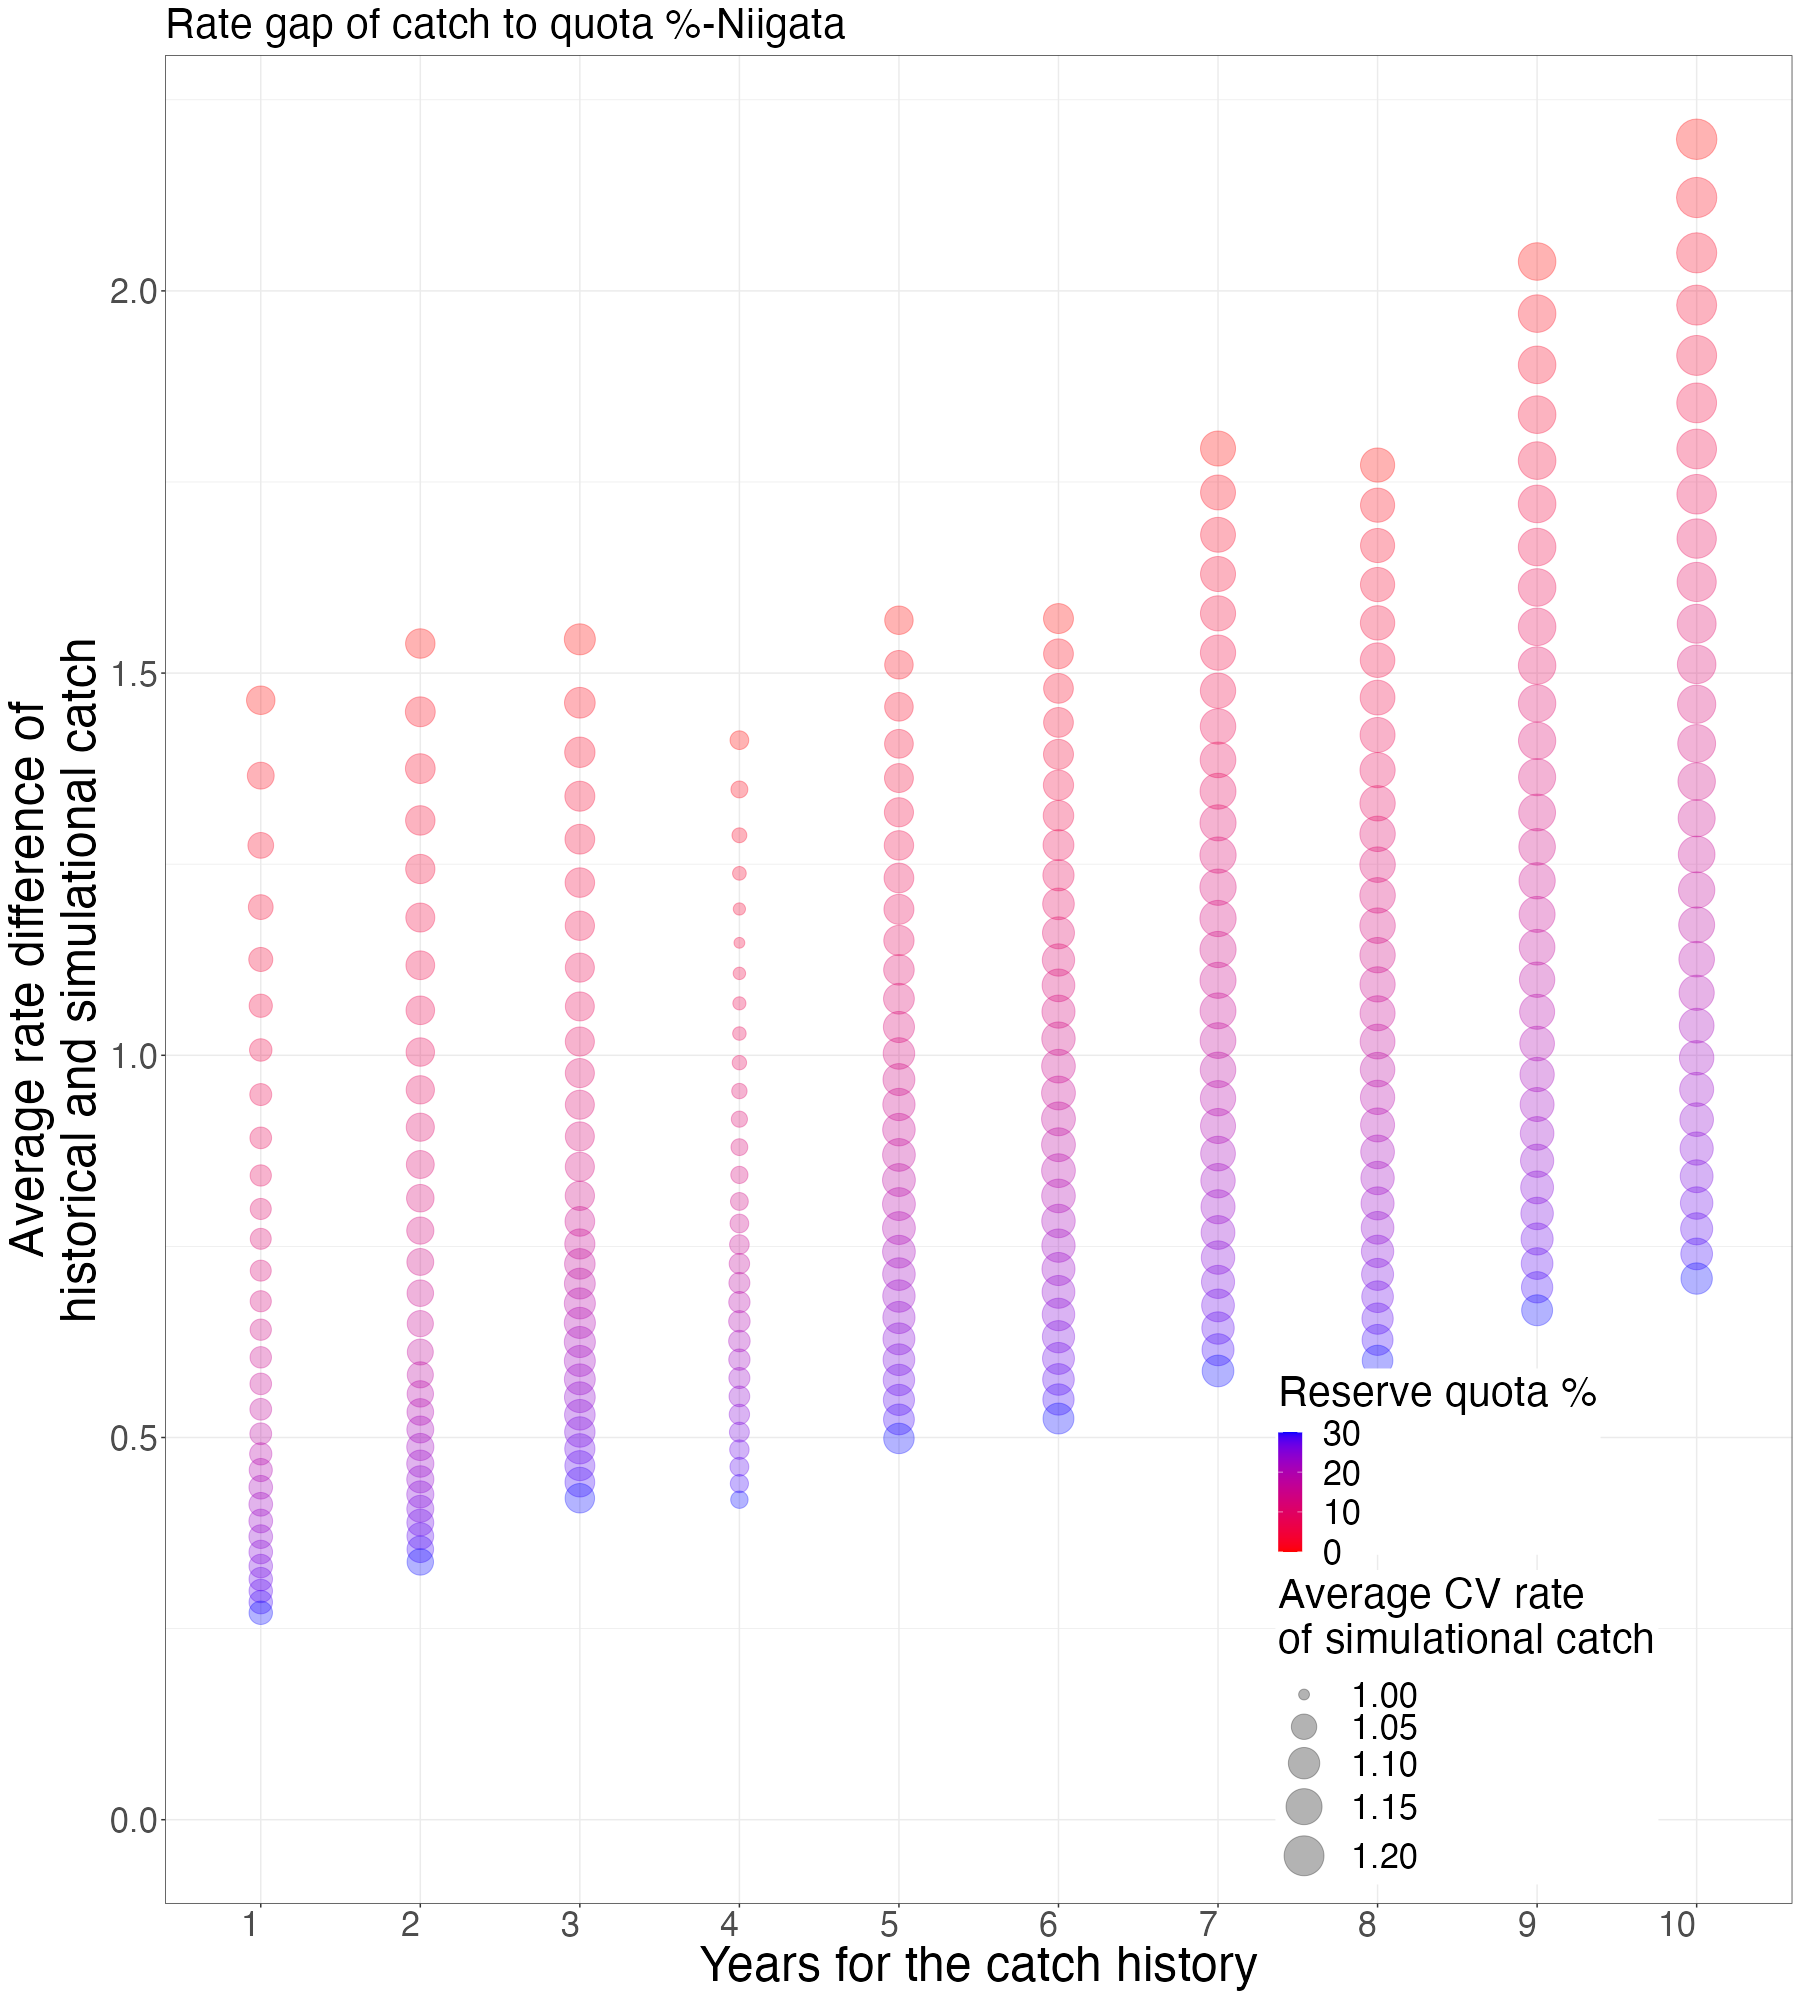 Rate gap of catch to quota %-Niigata
Average rate difference of
historical and simulational catch
2.0
1.5
1.0
0.5
0.0
Reserve quota %
30
20
10
0
Average CV rate
of simulational catch
1.00
1.05
1.10
1.15
1.20
1 2 3 4 5 6 7 8 9 10
Years for the catch history